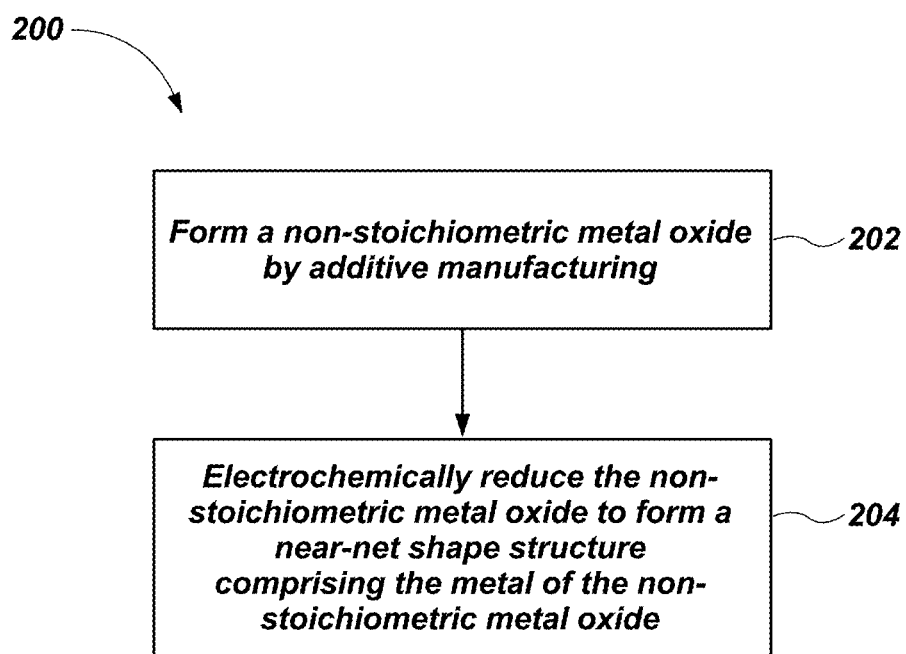 200
Form a non-stoichiometric metal oxide
by additive manufacturing
202
Electrochemically reduce the non-
stoichiometric metal oxide to form a
near-net shape structure
comprising the metal of the non-
stoichiometric metal oxide
204